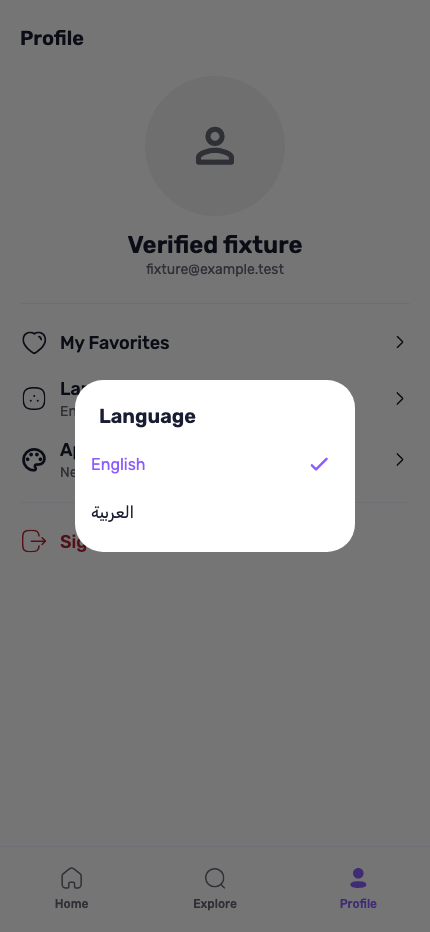 Profile
Verified fixture
fixture@example.test
My Favorites
Language
English
العربية
Home
Explore
Profile